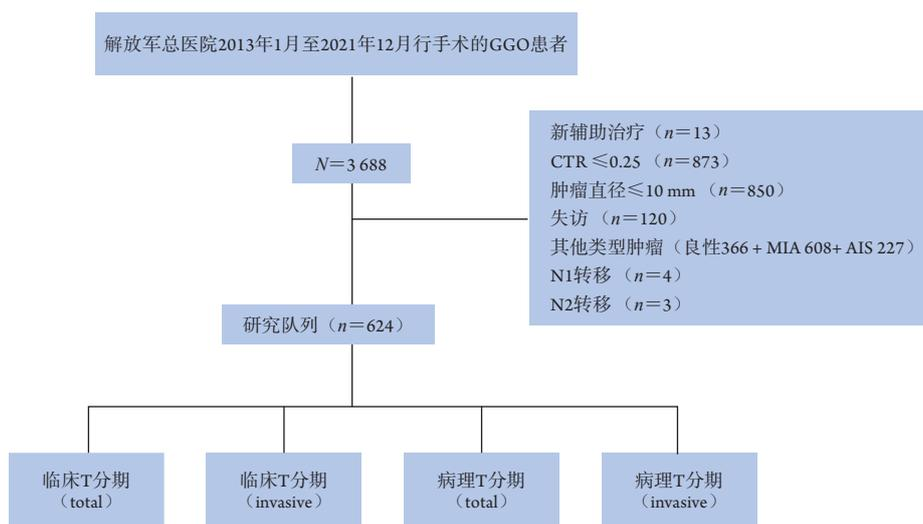 解放军总医院2013年1月至2021年12月行手术的GGO患者
N＝3 688
新辅助治疗（n＝13）
CTR ≤0.25 （n＝873）
肿瘤直径≤10 mm （n＝850）
失访 （n＝120）
其他类型肿瘤（良性366 + MIA 608+ AIS 227）
N1转移 （n＝4）
N2转移 （n＝3）
研究队列（n＝624）
临床T分期
（total）
临床T分期
（invasive）
病理T分期
（total）
病理T分期
（invasive）